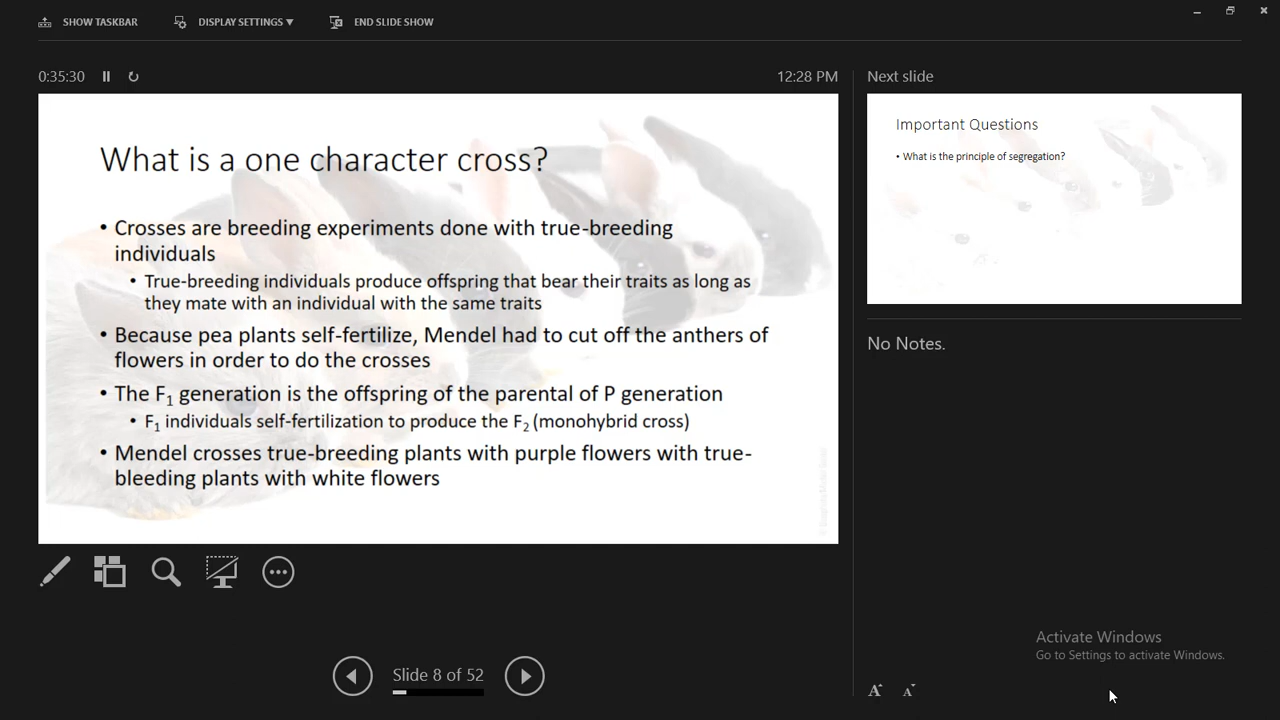 SHOW TASKBAR
DISPLAY SETTINGS ▼
END SLIDE SHOW
0:35:30
12:28 PM
What is a one character cross?
• Crosses are breeding experiments done with true-breeding
individuals
• True-breeding individuals produce offspring that bear their traits as long as
they mate with an individual with the same traits
• Because pea plants self-fertilize, Mendel had to cut off the anthers of
flowers in order to do the crosses
• The F₁ generation is the offspring of the parental of P generation
• F₁ individuals self-fertilization to produce the F₂ (monohybrid cross)
• Mendel crosses true-breeding plants with purple flowers with true-
bleeding plants with white flowers
Slide 8 of 52
Next slide
Important Questions
• What is the principle of segregation?
No Notes.
Activate Windows
Go to Settings to activate Windows.
A A